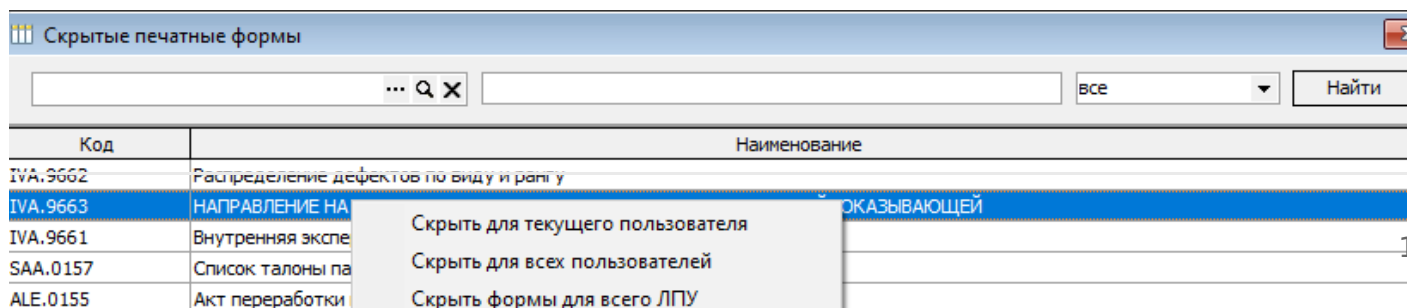 Скрытые печатные формы
все Найти
Код Наименование
IVA.9662 Распределение дефектов по виду и рангу
IVA.9663 НАПРАВЛЕНИЕ НА ОКАЗЫВАЮЩЕЙ
Скрыть для текущего пользователя
IVA.9661 Внутренняя экспе
Скрыть для всех пользователей
SAA.0157 Список талоны па
ALE.0155 Акт переработки
Скрыть формы для всего ЛПУ